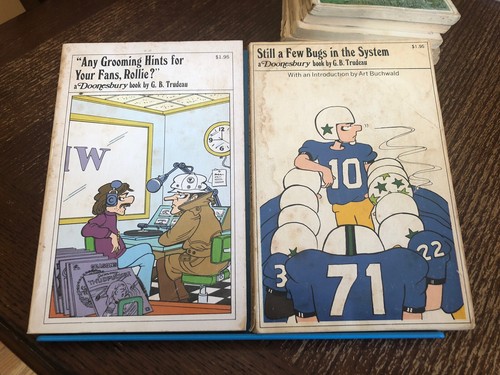 "Any Grooming Hints for
Your Fans, Rollie?"
a Doonesbury book by G. B. Trudeau
$1.95
W
Still a Few Bugs in the System
a Doonesbury book by G. B. Trudeau
$1.95
With an Introduction by Art Buchwald
10
3
71
22